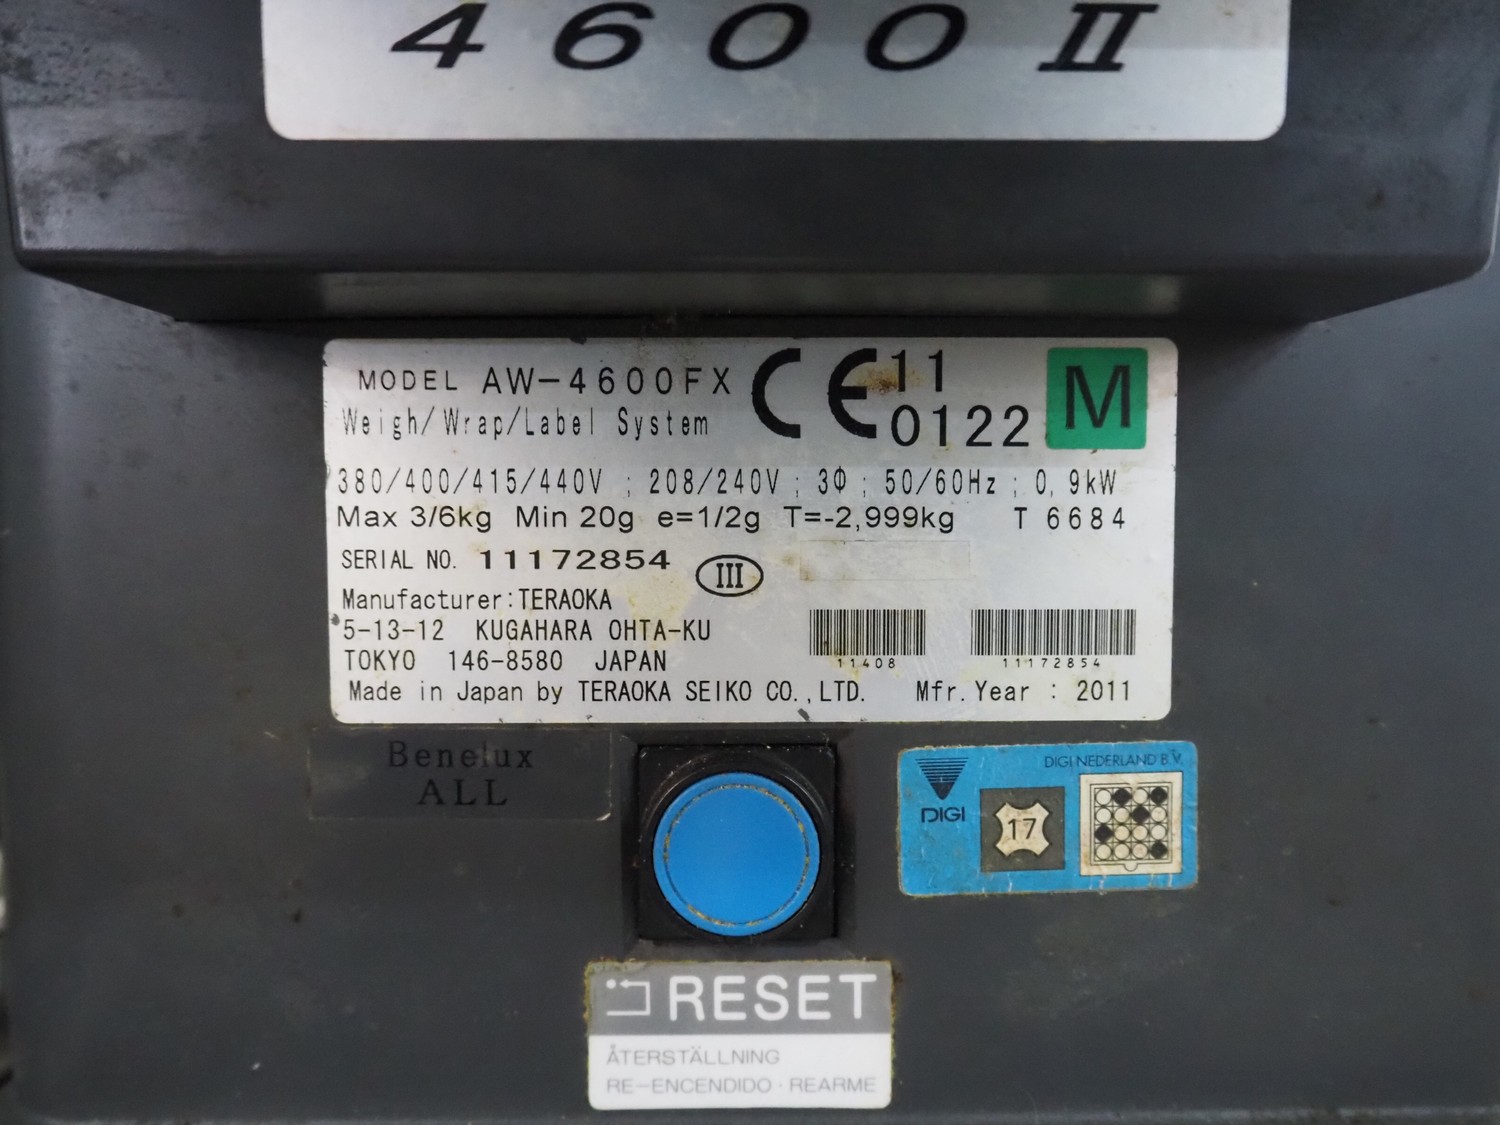 4600 II
MODEL AW-4600FX
CE 11
0122
M
Weigh/Wrap/Label System
380/400/415/440V ; 208/240V ; 3Φ ; 50/60Hz ; 0,9kW
Max 3/6kg Min 20g e=1/2g T=-2,999kg T 6684
SERIAL NO. 11172854
III
Manufacturer:TERAOKA
5-13-12 KUGAHARA OHTA-KU
TOKYO 146-8580 JAPAN
11408
11172854
Made in Japan by TERAOKA SEIKO CO.,LTD. Mfr.Year : 2011
Benelux
ALL
DIGI NEDERLAND B.V.
DIGI
17
RESET
ÅTERSTÄLLNING
RE-ENCENDIDO · REARME